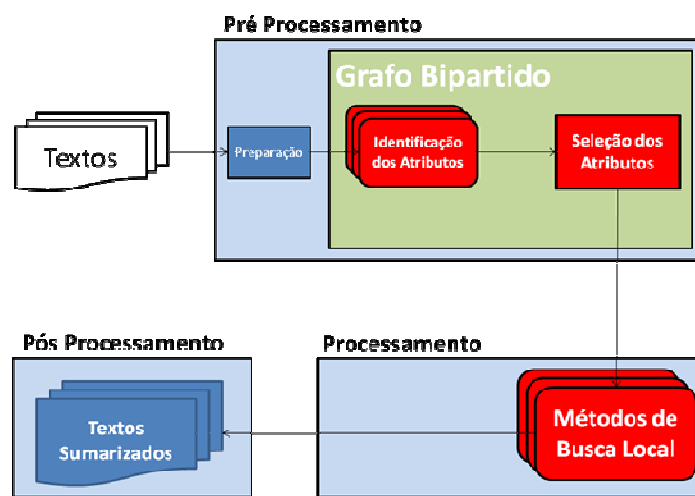 Pré Processamento
Grafo Bipartido
Textos
Preparação
Identificação
dos Atributos
Seleção dos
Atributos
Pós Processamento
Processamento
Textos
Sumarizados
Métodos de
Busca Local